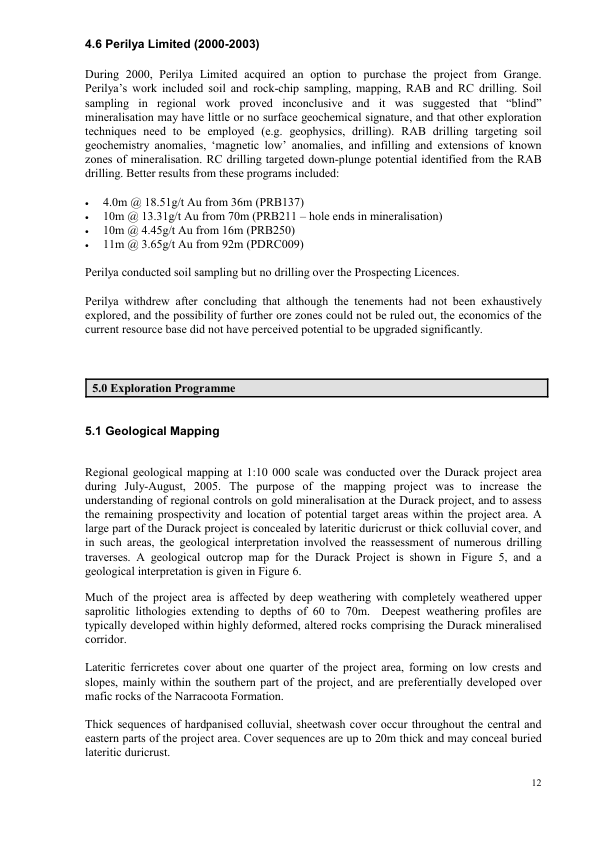 4.6 Perilya Limited (2000-2003)
During 2000, Perilya Limited acquired an option to purchase the project from Grange.
Perilya's work included soil and rock-chip sampling, mapping, RAB and RC drilling. Soil
sampling in regional work proved inconclusive and it was suggested that “blind”
mineralisation may have little or no surface geochemical signature, and that other exploration
techniques need to be employed (e.g. geophysics, drilling). RAB drilling targeting soil
geochemistry anomalies, ‘magnetic low’ anomalies, and infilling and extensions of known
zones of mineralisation. RC drilling targeted down-plunge potential identified from the RAB
drilling. Better results from these programs included:
• 4.0m @ 18.51g/t Au from 36m (PRB137)
• 10m @ 13.31g/t Au from 70m (PRB211 – hole ends in mineralisation)
• 10m @ 4.45g/t Au from 16m (PRB250)
• 11m @ 3.65g/t Au from 92m (PDRC009)
Perilya conducted soil sampling but no drilling over the Prospecting Licences.
Perilya withdrew after concluding that although the tenements had not been exhaustively
explored, and the possibility of further ore zones could not be ruled out, the economics of the
current resource base did not have perceived potential to be upgraded significantly.
5.0 Exploration Programme
5.1 Geological Mapping
Regional geological mapping at 1:10 000 scale was conducted over the Durack project area
during July-August, 2005. The purpose of the mapping project was to increase the
understanding of regional controls on gold mineralisation at the Durack project, and to assess
the remaining prospectivity and location of potential target areas within the project area. A
large part of the Durack project is concealed by lateritic duricrust or thick colluvial cover, and
in such areas, the geological interpretation involved the reassessment of numerous drilling
traverses. A geological outcrop map for the Durack Project is shown in Figure 5, and a
geological interpretation is given in Figure 6.
Much of the project area is affected by deep weathering with completely weathered upper
saprolitic lithologies extending to depths of 60 to 70m. Deepest weathering profiles are
typically developed within highly deformed, altered rocks comprising the Durack mineralised
corridor.
Lateritic ferricretes cover about one quarter of the project area, forming on low crests and
slopes, mainly within the southern part of the project, and are preferentially developed over
mafic rocks of the Narracoota Formation.
Thick sequences of hardpanised colluvial, sheetwash cover occur throughout the central and
eastern parts of the project area. Cover sequences are up to 20m thick and may conceal buried
lateritic duricrust.
12